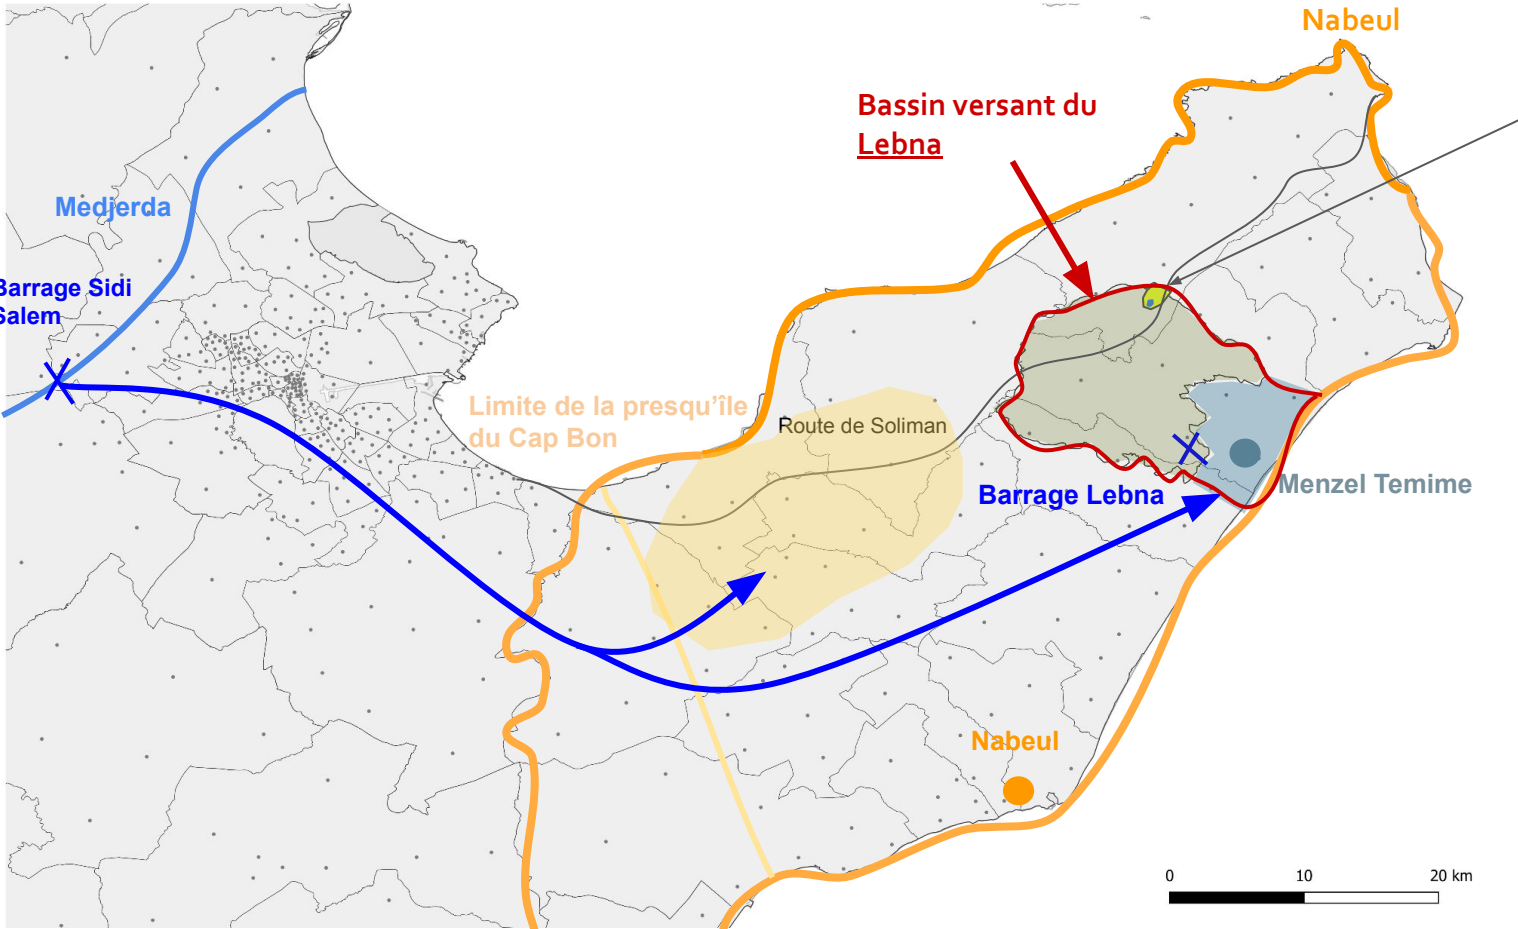 Nabeul
Bassin versant du
Lebna
Medjerda
Barrage Sidi
Salem
Limite de la presqu’île
du Cap Bon
Route de Soliman
Barrage Lebna
Menzel Temime
Nabeul
0 10 20 km